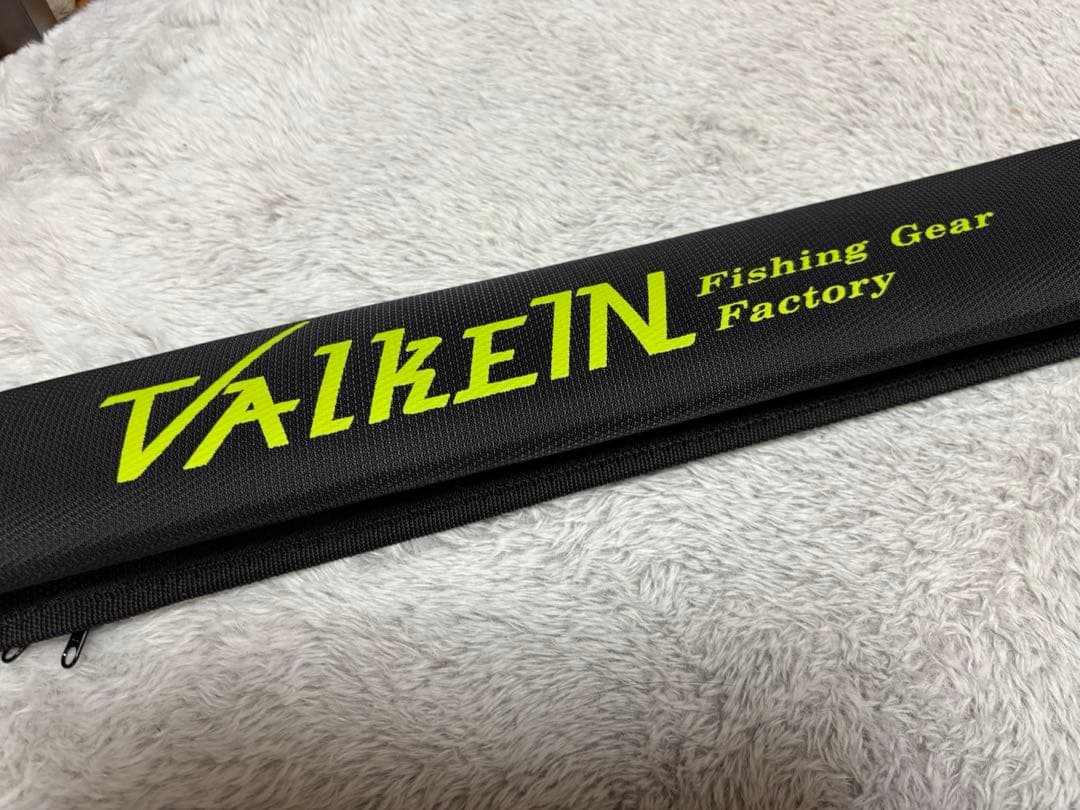 VAlkEIN
Fishing Gear
Factory